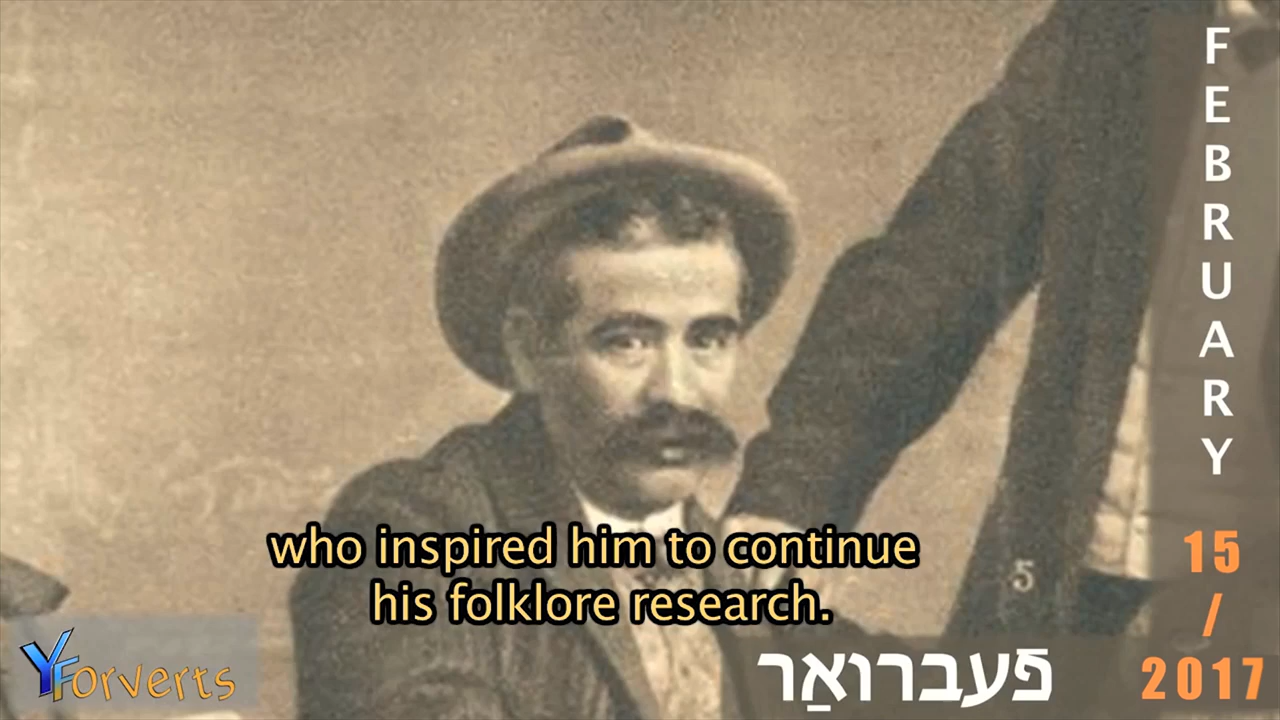 FEBRUARY
15
/
2017
who inspired him to continue
his folklore research.
5
YForverts
פֿעברואַר